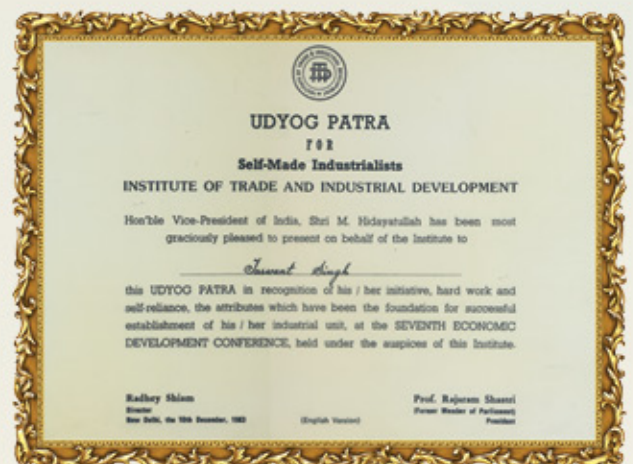 UDYOG PATRA
FOR
Self-Made Industrialists
INSTITUTE OF TRADE AND INDUSTRIAL DEVELOPMENT
Hon'ble Vice-President of India, Shri M. Hidayatullah has been most
graciously pleased to present on behalf of the Institute to
Singh
this UDYOG PATRA in recognition of his / her initiative, hard work and
self-reliance, the attributes which have been the foundation for successful
establishment of his / her industrial unit, at the SEVENTH ECONOMIC
DEVELOPMENT CONFERENCE, held under the auspices of this Institute.
Radhey Shiam Prof. Rajaram Shastri
Director (Former Member of Parliament)
New Delhi, the December, (English Version) President